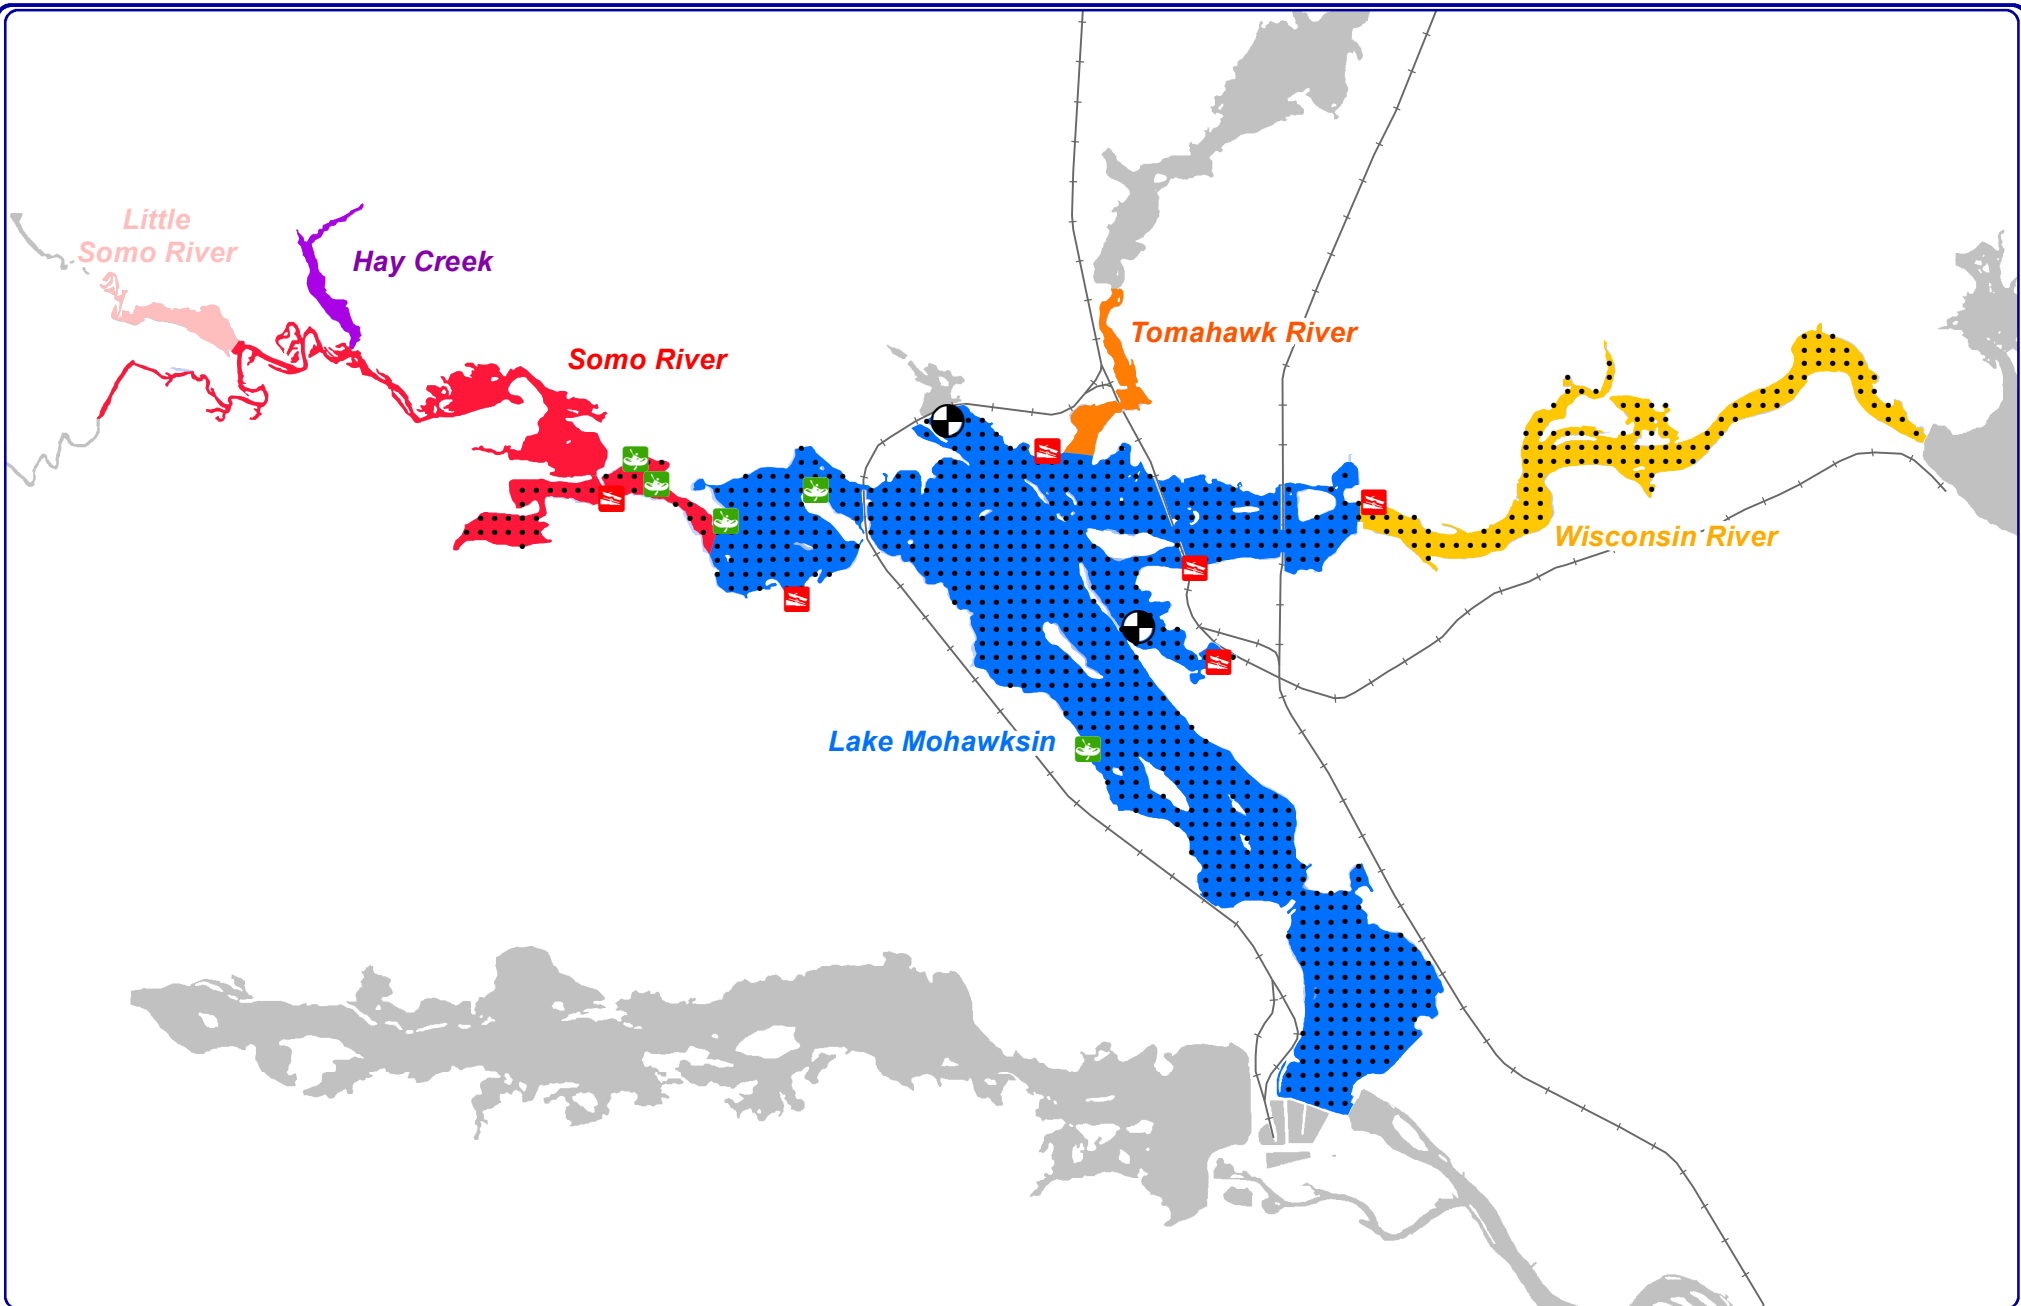 Little
Somo River
Hay Creek
Somo River
Tomahawk River
Wisconsin River
Lake Mohawksin